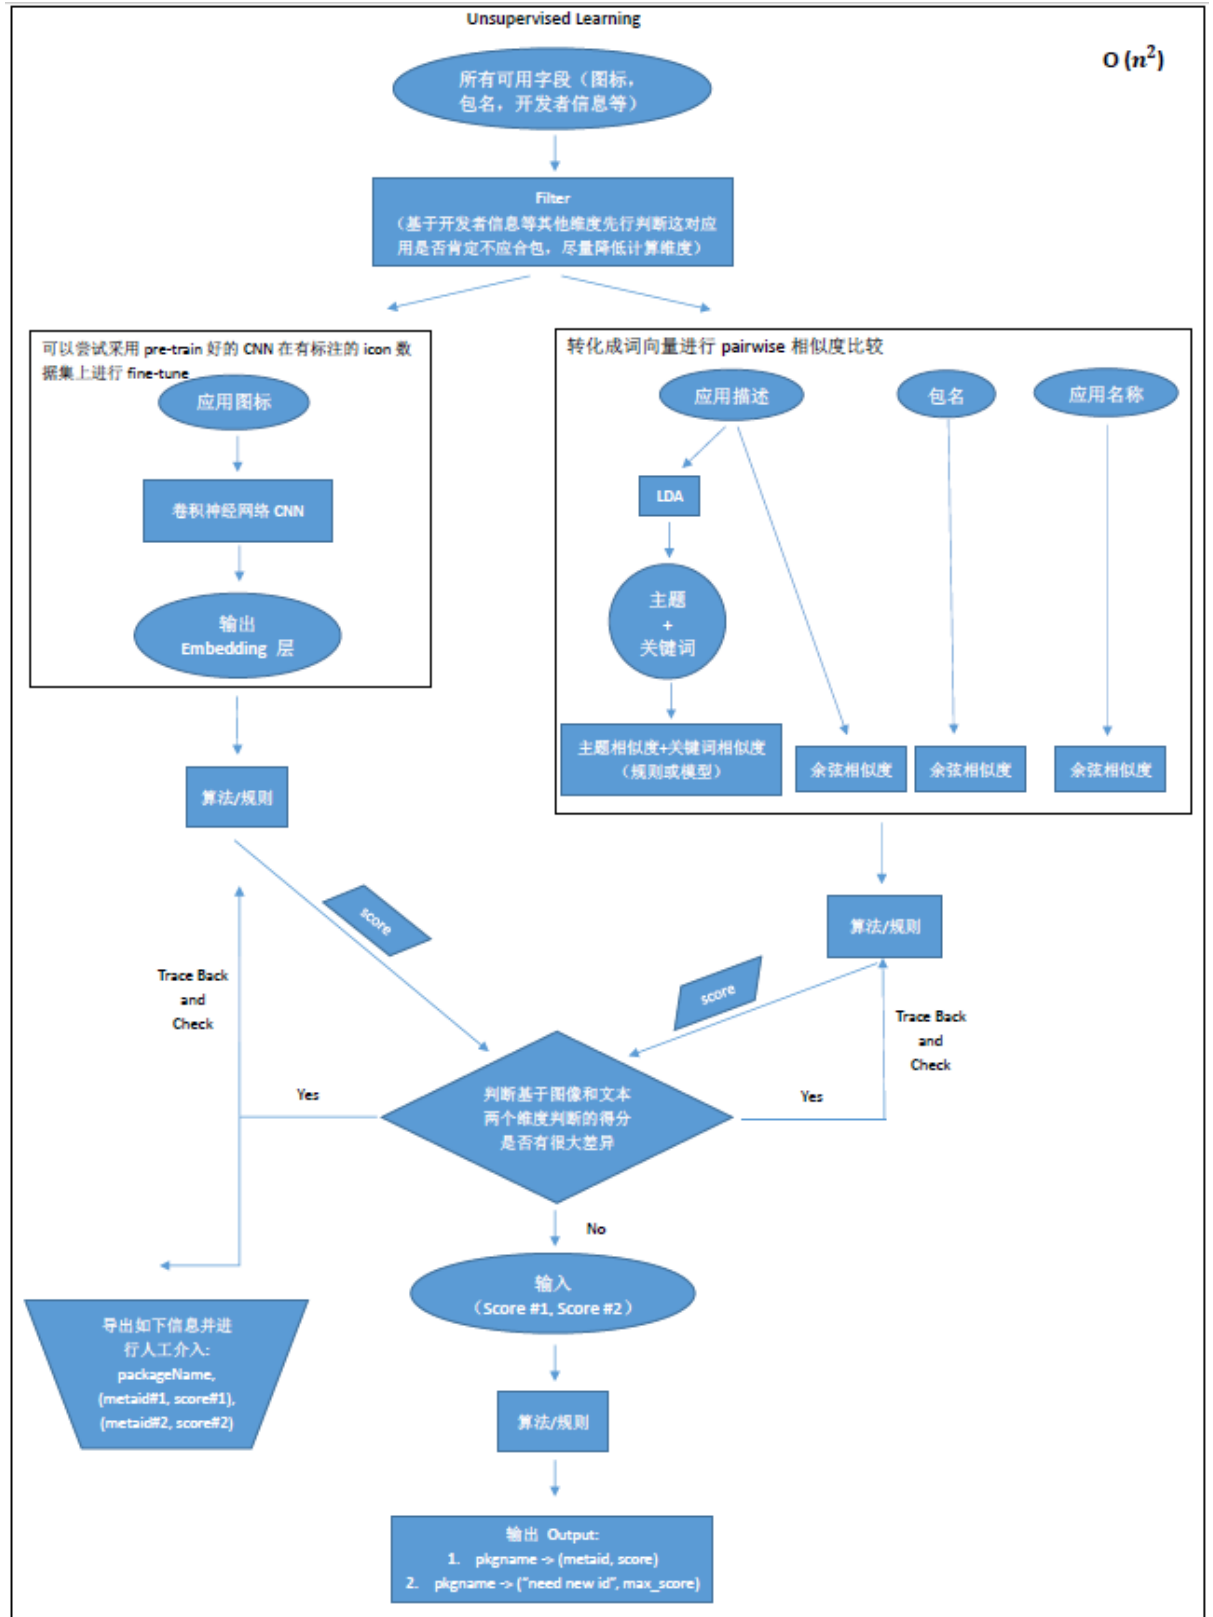 Unsupervised Learning
O (n²)
所有可用字段（图标，
包名，开发者信息等）
Filter
（基于开发者信息等其他维度先行判断这对应
用是否肯定不应合包，尽量降低计算维度）
可以尝试采用 pre-train 好的 CNN 在有标注的 icon 数
据集上进行 fine-tune
应用图标
卷积神经网络 CNN
输出
Embedding 层
转化成词向量进行 pairwise 相似度比较
应用描述
包名
应用名称
LDA
主题
+
关键词
主题相似度+关键词相似度
（规则或模型）
余弦相似度
余弦相似度
余弦相似度
算法/规则
算法/规则
score
score
Trace Back
and
Check
Trace Back
and
Check
判断基于图像和文本
两个维度判断的得分
是否有很大差异
Yes
Yes
No
输入
（Score #1, Score #2）
导出如下信息并进
行人工介入:
packageName,
(metaid#1, score#1),
(metaid#2, score#2)
算法/规则
输出 Output:
1. pkgname -> (metaid, score)
2. pkgname -> (“need new id”, max_score)